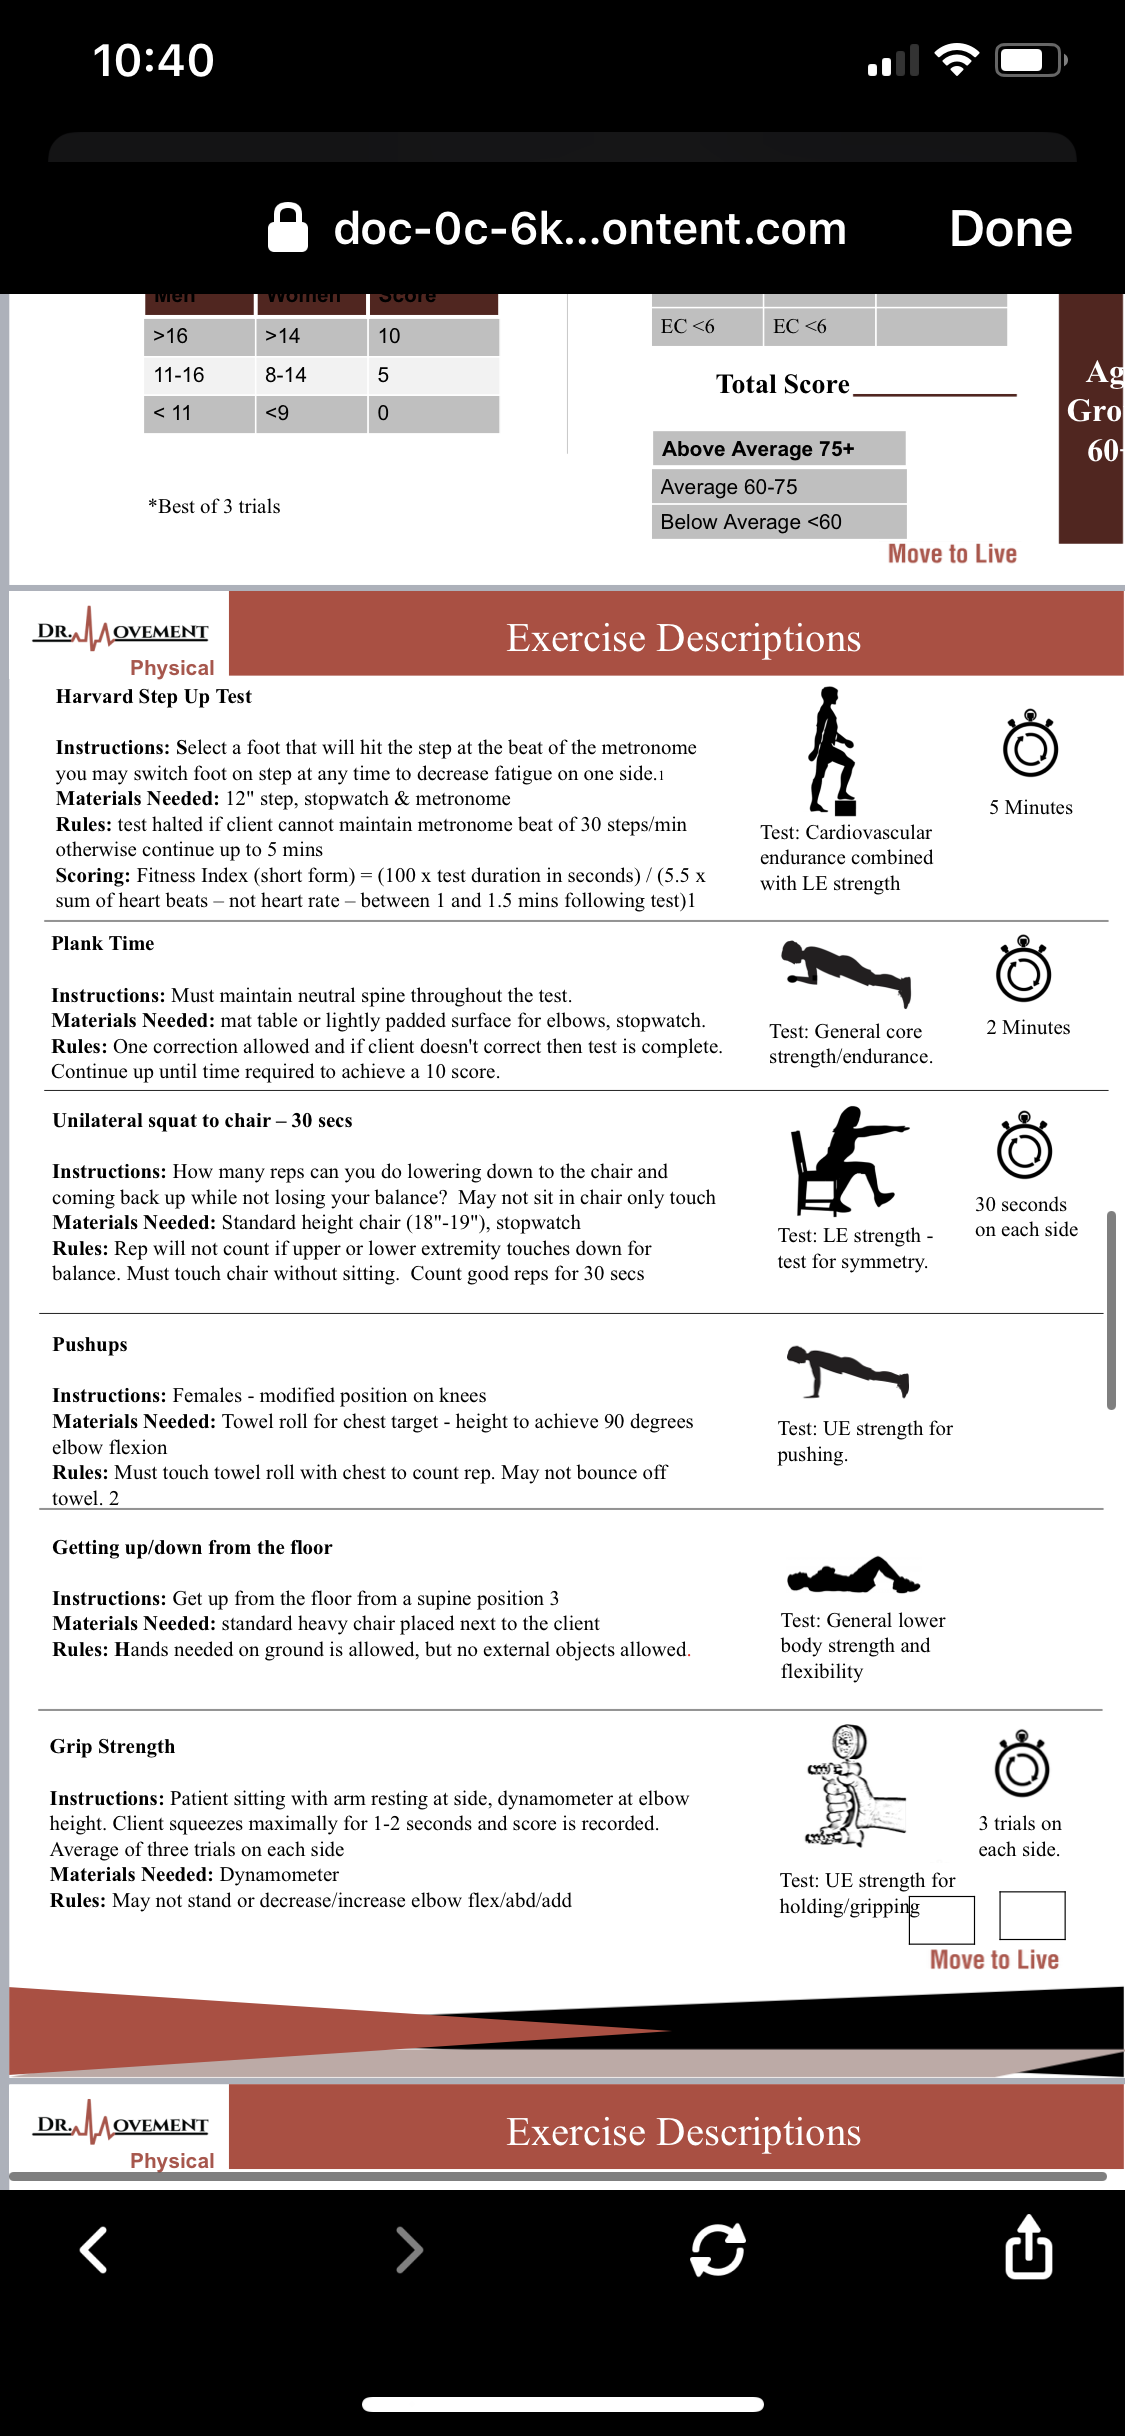 10:40
doc-0c-6k...ontent.com
Done
Men Women Score
>16 >14 10
11-16 8-14 5
< 11 <9 0
*Best of 3 trials
EC <6 EC <6
Total Score
Above Average 75+
Average 60-75
Below Average <60
Move to Live
DR. MOVEMENT
Physical
Exercise Descriptions
Harvard Step Up Test
Instructions: Select a foot that will hit the step at the beat of the metronome
you may switch foot on step at any time to decrease fatigue on one side.1
Materials Needed: 12" step, stopwatch & metronome
Rules: test halted if client cannot maintain metronome beat of 30 steps/min
otherwise continue up to 5 mins
Scoring: Fitness Index (short form) = (100 x test duration in seconds) / (5.5 x
sum of heart beats – not heart rate – between 1 and 1.5 mins following test)1
Test: Cardiovascular
endurance combined
with LE strength
5 Minutes
Plank Time
Instructions: Must maintain neutral spine throughout the test.
Materials Needed: mat table or lightly padded surface for elbows, stopwatch.
Rules: One correction allowed and if client doesn't correct then test is complete.
Continue up until time required to achieve a 10 score.
Test: General core
strength/endurance.
2 Minutes
Unilateral squat to chair – 30 secs
Instructions: How many reps can you do lowering down to the chair and
coming back up while not losing your balance?  May not sit in chair only touch
Materials Needed: Standard height chair (18"-19"), stopwatch
Rules: Rep will not count if upper or lower extremity touches down for
balance. Must touch chair without sitting.  Count good reps for 30 secs
Test: LE strength -
test for symmetry.
30 seconds
on each side
Pushups
Instructions: Females - modified position on knees
Materials Needed: Towel roll for chest target - height to achieve 90 degrees
elbow flexion
Rules: Must touch towel roll with chest to count rep. May not bounce off
towel. 2
Test: UE strength for
pushing.
Getting up/down from the floor
Instructions: Get up from the floor from a supine position 3
Materials Needed: standard heavy chair placed next to the client
Rules: Hands needed on ground is allowed, but no external objects allowed.
Test: General lower
body strength and
flexibility
Grip Strength
Instructions: Patient sitting with arm resting at side, dynamometer at elbow
height. Client squeezes maximally for 1-2 seconds and score is recorded.
Average of three trials on each side
Materials Needed: Dynamometer
Rules: May not stand or decrease/increase elbow flex/abd/add
Test: UE strength for
holding/gripping
3 trials on
each side.
Move to Live
DR. MOVEMENT
Physical
Exercise Descriptions